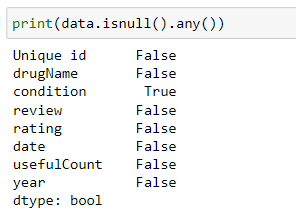 print(data.isnull().any())
Unique id      False
drugName       False
condition       True
review         False
rating         False
date           False
usefulCount    False
year           False
dtype: bool